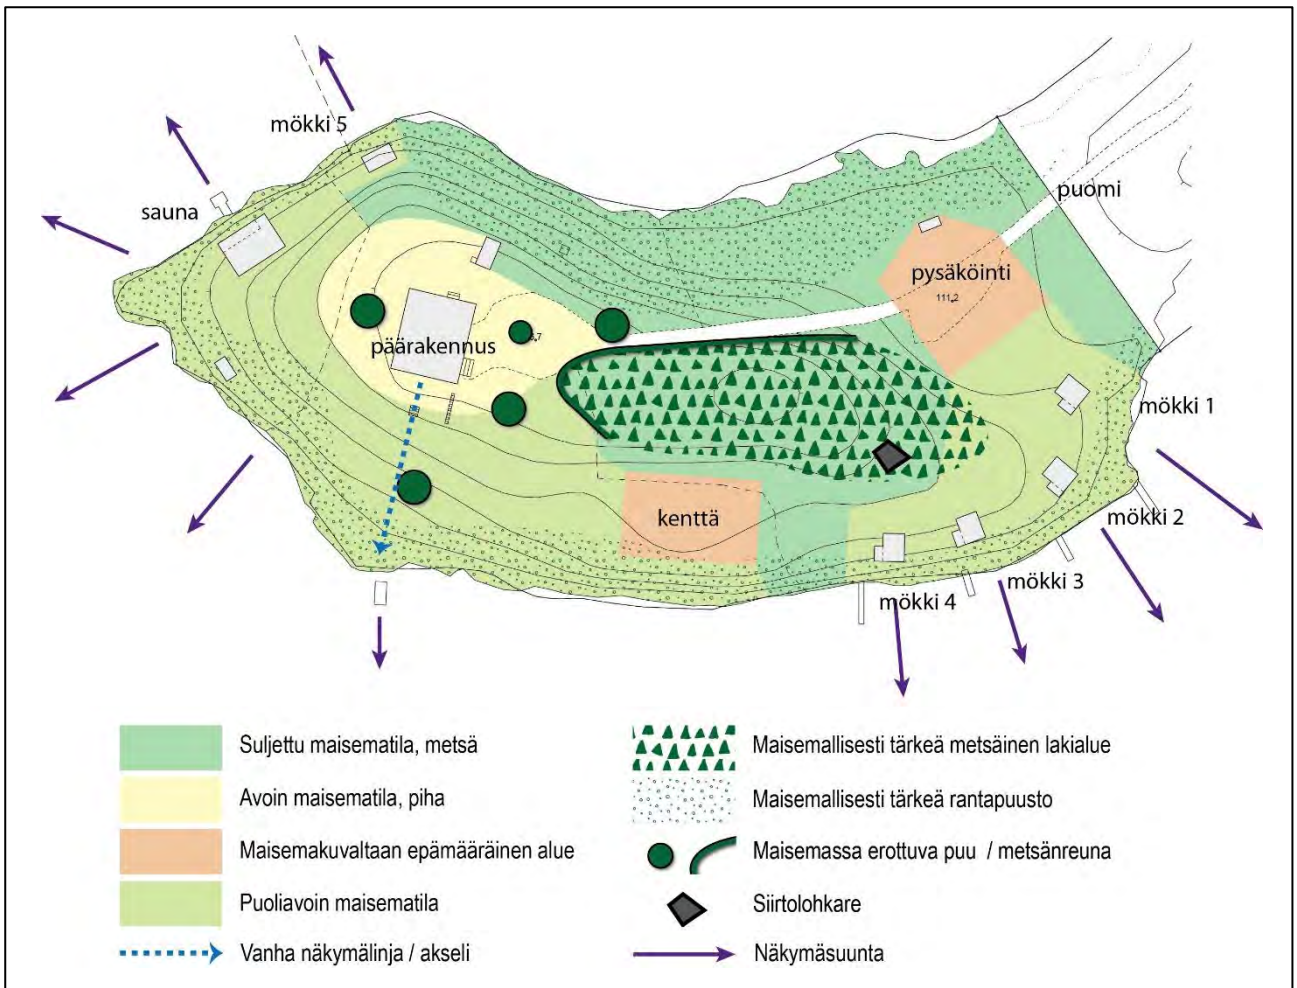 mökki 5
sauna
puomi
pysäköinti
111,2
päärakennus
mökki 1
mökki 2
kenttä
mökki 3
mökki 4
Suljettu maisematila, metsä
Avoin maisematila, piha
Maisemakuvaltaan epämääräinen alue
Puoliavoin maisematila
Vanha näkymälinja / akseli
Maisemallisesti tärkeä metsäinen lakialue
Maisemallisesti tärkeä rantapuusto
Maisemassa erottuva puu / metsänreuna
Siirtolohkare
Näkymäsuunta